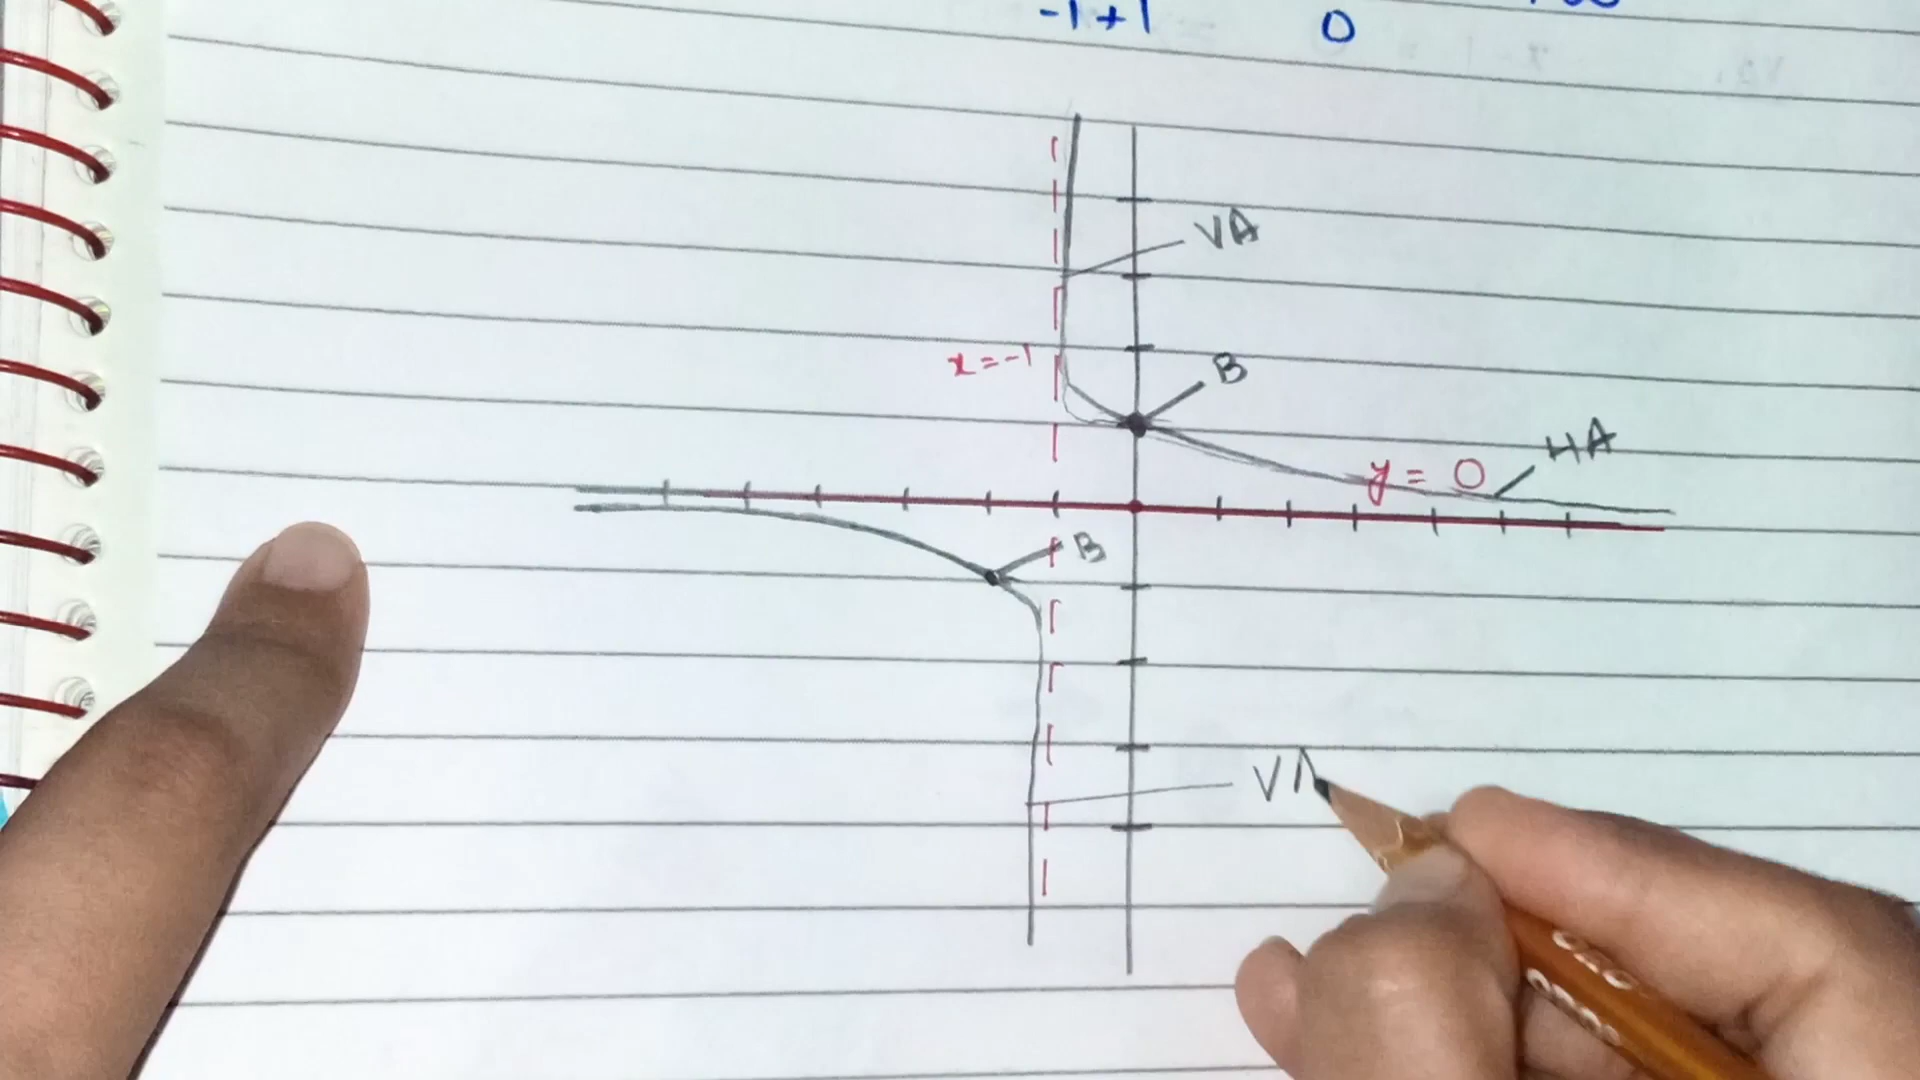 -1+1 0
VA
x=-1
B
HA
y = 0
B
VA